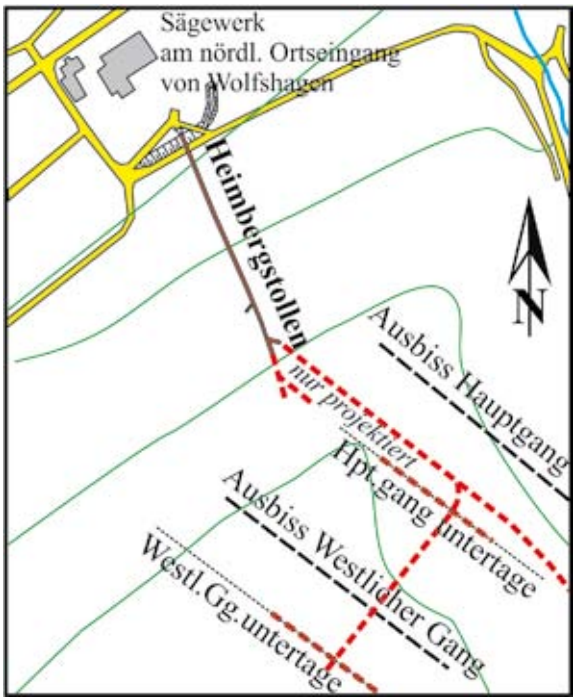 Sägewerk
am nördl. Ortseingang
von Wolfshagen
Heimbergstollen
N
Ausbiss Hauptgang
nur projektiert
Hpt.gang untertage
Ausbiss Westlicher Gang
Westl.Gg.untertage